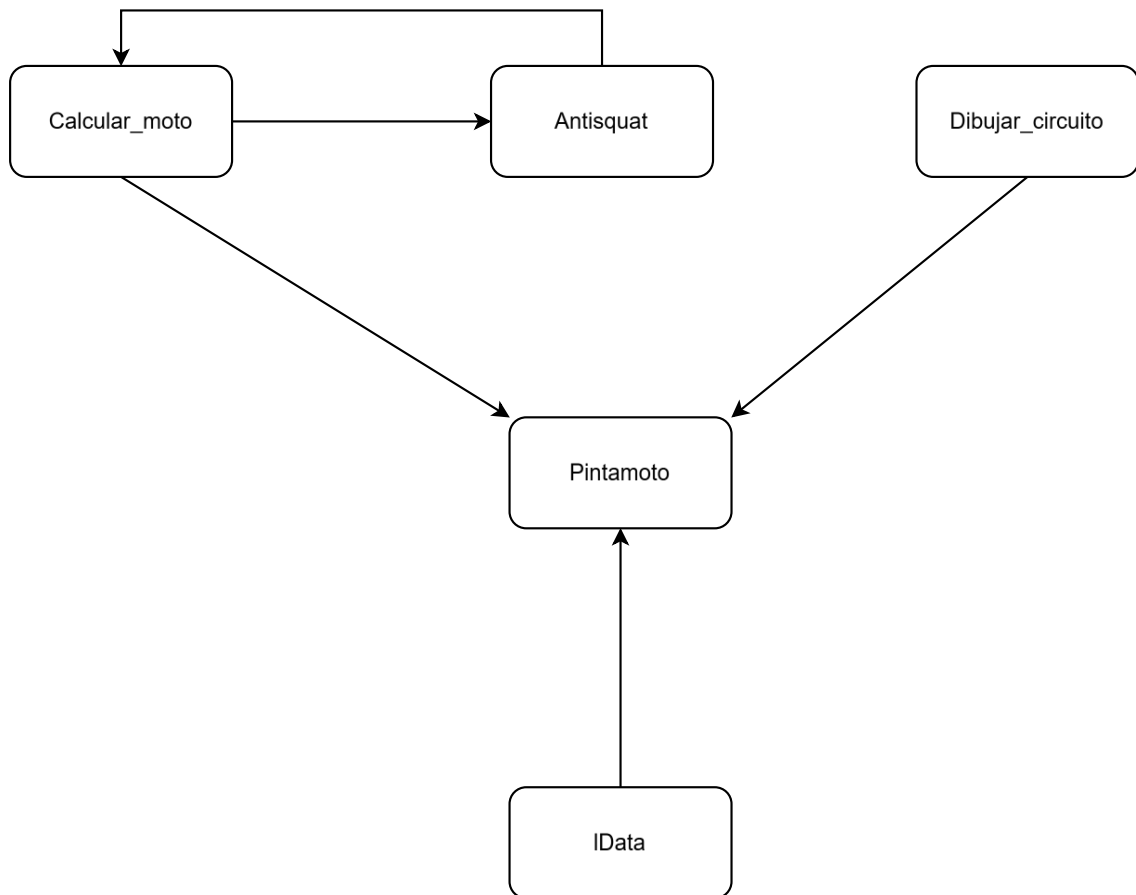 Calcular_moto
Antisquat
Dibujar_circuito
Pintamoto
IData